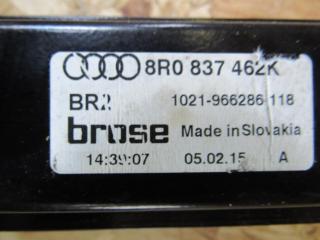 8R0 837 462K
BR2 1021-966286-118
brose Made in Slovakia
14:39:07 05.02.15 A